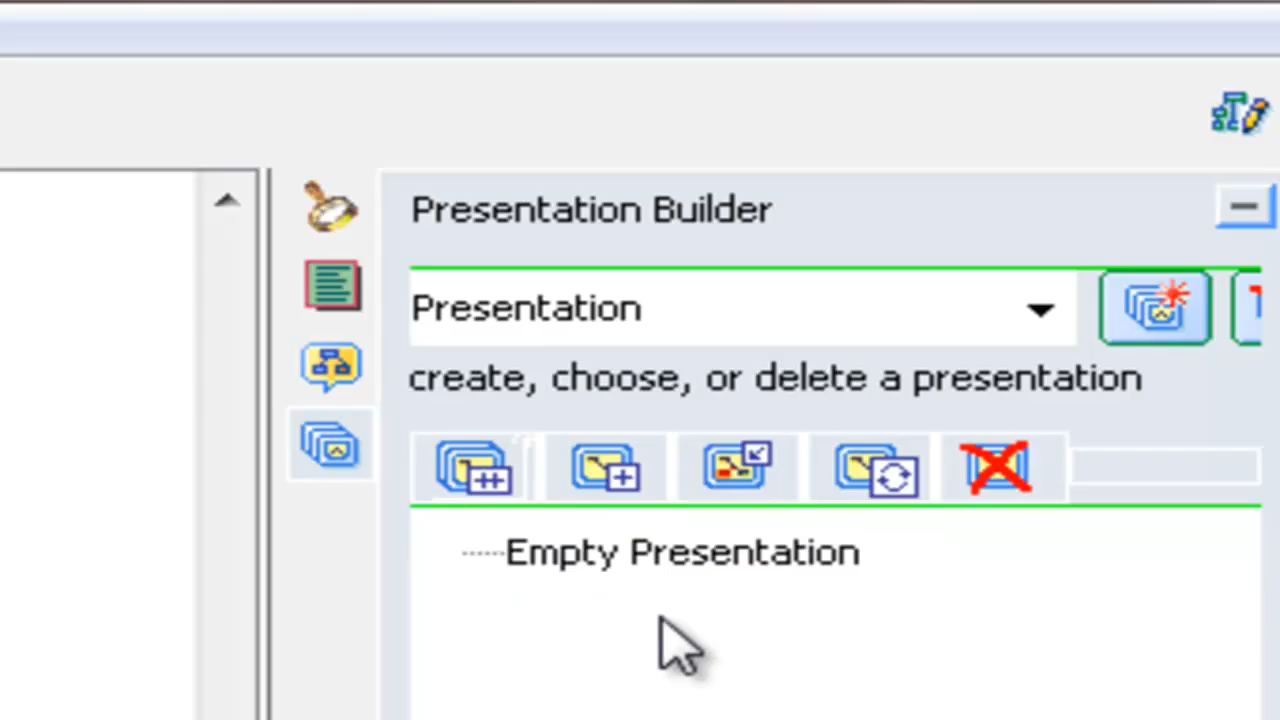 Presentation Builder
Presentation
create, choose, or delete a presentation
Empty Presentation